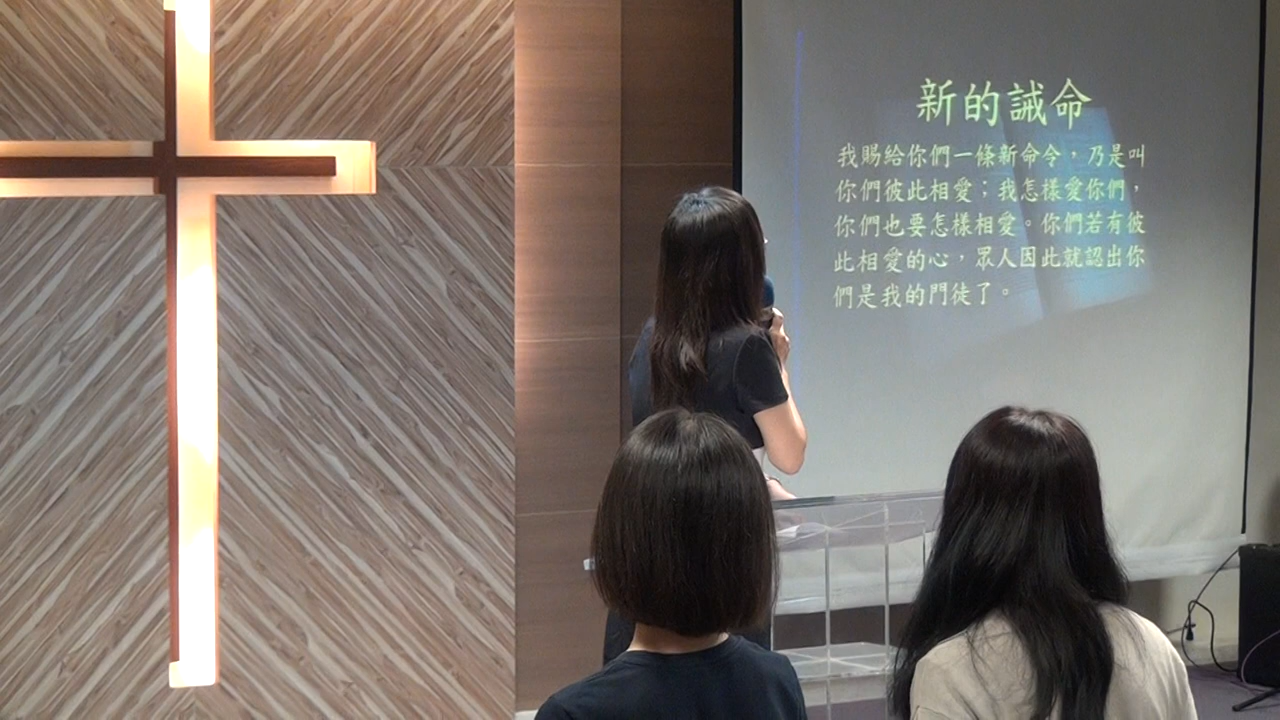 新的誡命
我賜給你們一條新命令，乃是叫
你們彼此相愛；我怎樣愛你們，
你們也要怎樣相愛。你們若有彼
此相愛的心，眾人因此就認出你
們是我的門徒了。